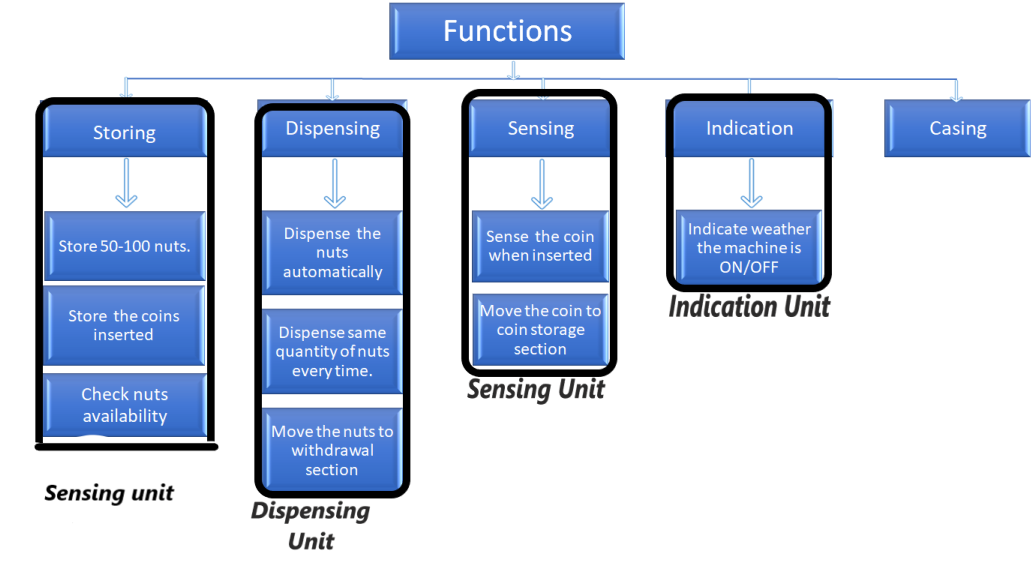 Functions
Storing
Store 50-100 nuts.
Store the coins
inserted
Check nuts
availability
Sensing unit
Dispensing
Dispense the
nuts
automatically
Dispense same
quantity of nuts
every time.
Move the nuts to
withdrawal
section
Dispensing
Unit
Sensing
Sense the coin
when inserted
Move the coin to
coin storage
section
Sensing Unit
Indication
Indicate weather
the machine is
ON/OFF
Indication Unit
Casing